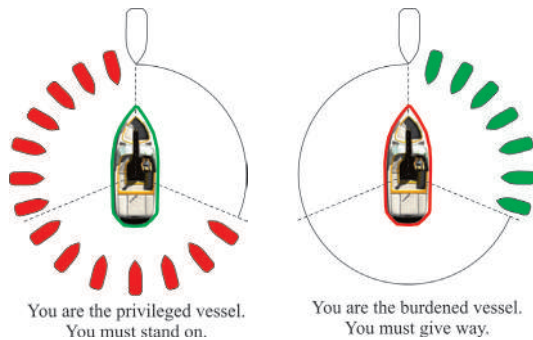 You are the privileged vessel.
You must stand on.
You are the burdened vessel.
You must give way.